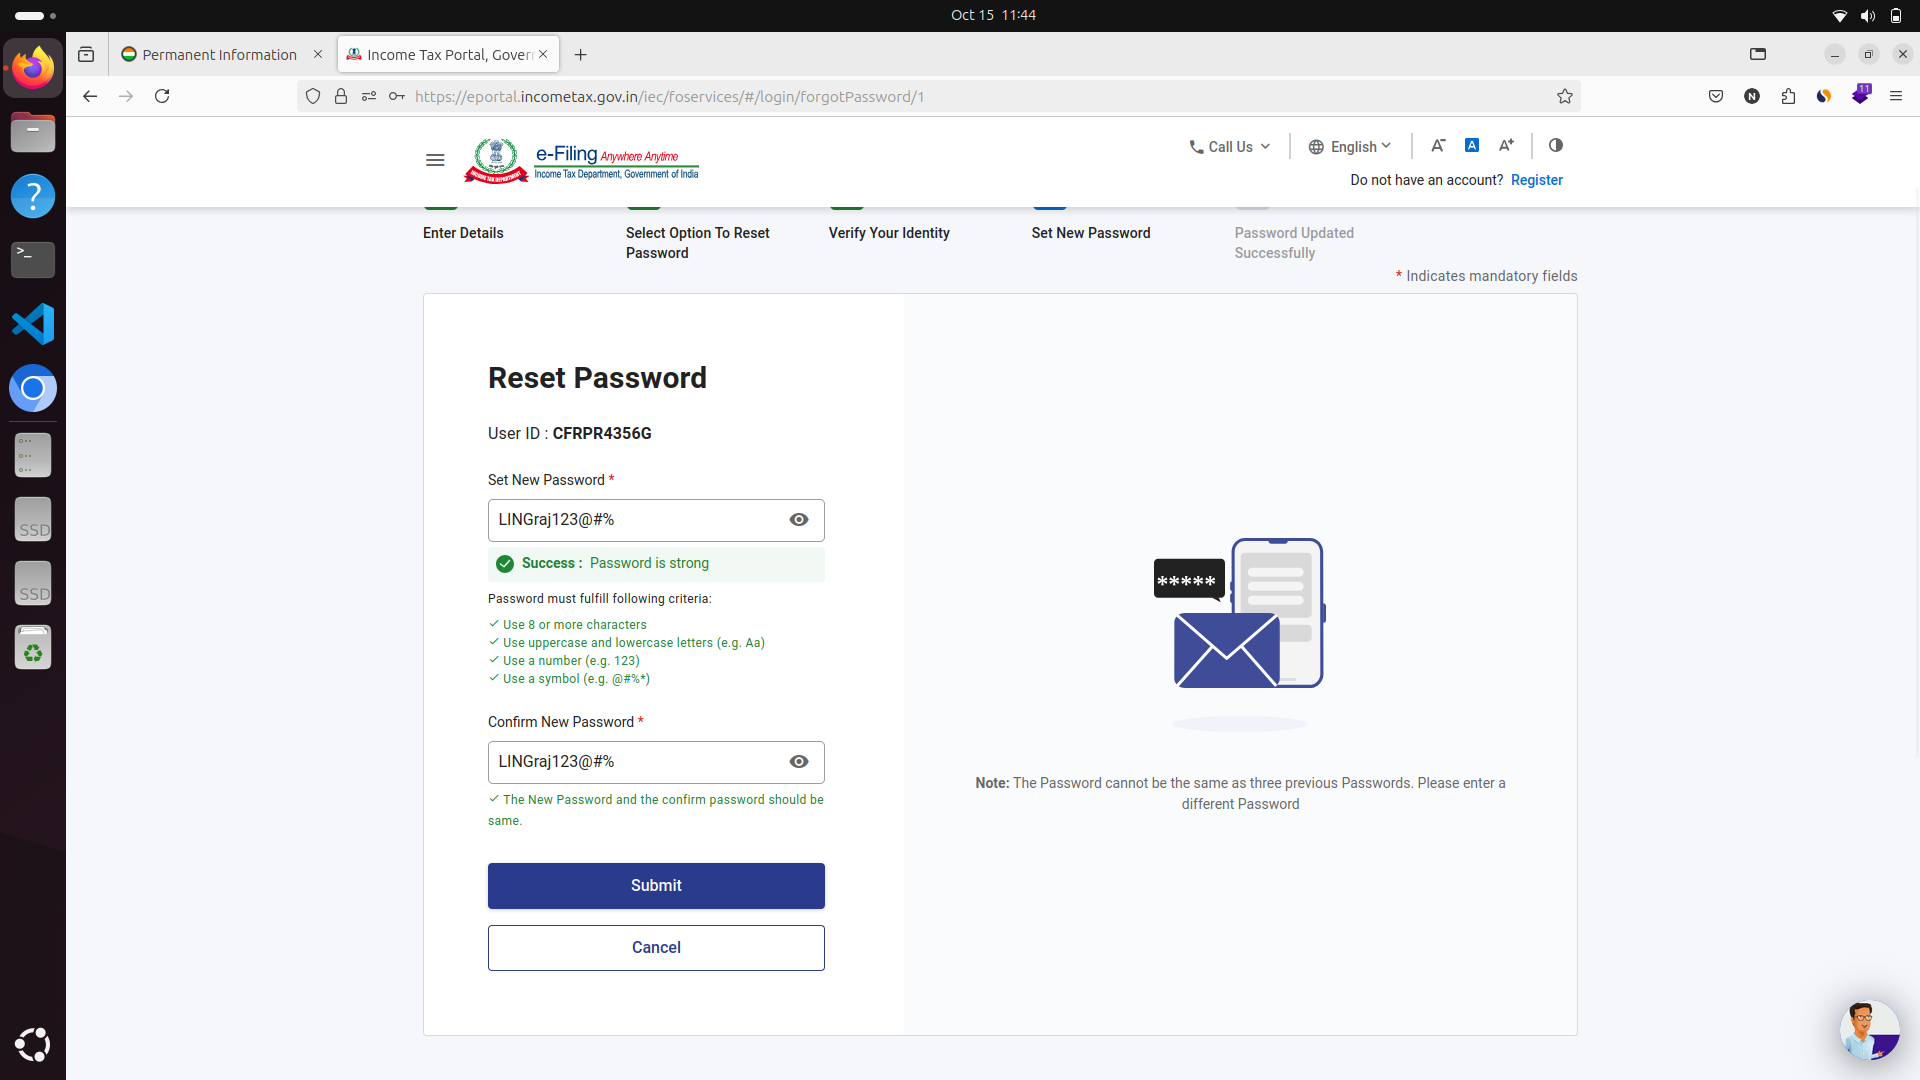 Oct 15 11:44
Permanent Information
Income Tax Portal, Gover
https://eportal.incometax.gov.in/iec/foservices/#/login/forgotPassword/1
N
11
e-Filing Anywhere Anytime
Income Tax Department, Government of India
INCOME TAX DEPARTMENT
Call Us
English
A-
A
A+
Do not have an account? Register
Enter Details
Select Option To Reset
Password
Verify Your Identity
Set New Password
Password Updated
Successfully
* Indicates mandatory fields
Reset Password
User ID : CFRPR4356G
Set New Password *
LINGraj123@#%
Success : Password is strong
Password must fulfill following criteria:
Use 8 or more characters
Use uppercase and lowercase letters (e.g. Aa)
Use a number (e.g. 123)
Use a symbol (e.g. @#%*)
Confirm New Password *
LINGraj123@#%
The New Password and the confirm password should be
same.
Submit
Cancel
*****
Note: The Password cannot be the same as three previous Passwords. Please enter a
different Password
?
>_
SSD
SSD